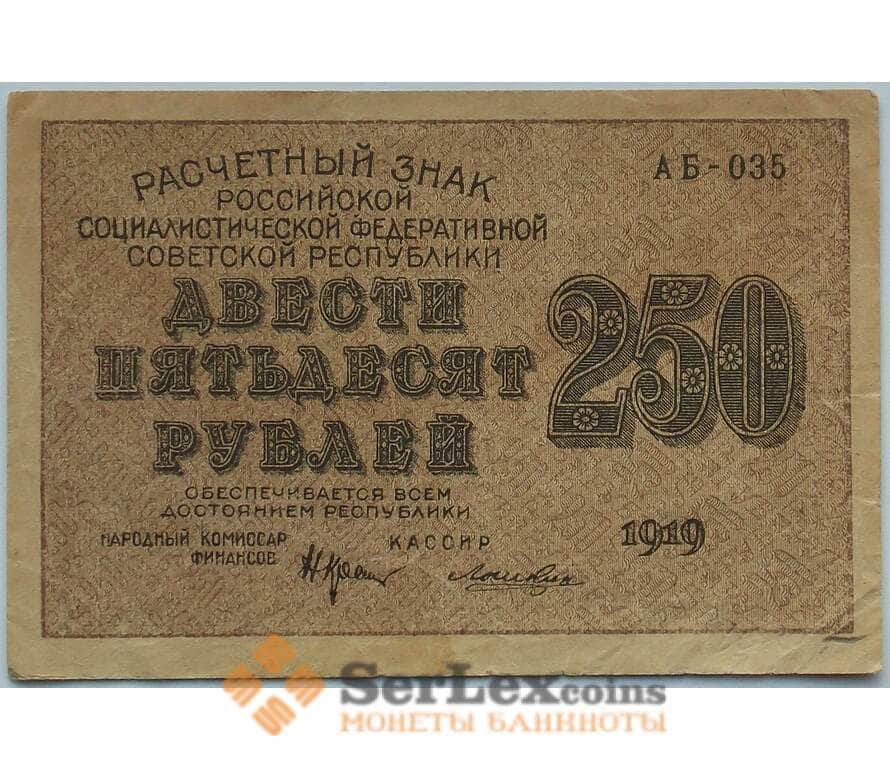 РАСЧЕТНЫЙ ЗНАК
РОССИЙСКОЙ
СОЦИАЛИСТИЧЕСКОЙ ФЕДЕРАТИВНОЙ
СОВЕТСКОЙ РЕСПУБЛИКИ
АБ-035
ДВЕСТИ
ПЯТЬДЕСЯТ
РУБЛЕЙ
250
ОБЕСПЕЧИВАЕТСЯ ВСЕМ
ДОСТОЯНИЕМ РЕСПУБЛИКИ
НАРОДНЫЙ КОМИССАР
ФИНАНСОВ
КАССИР
1919
SerLexcoins
МОНЕТЫ БАНКНОТЫ